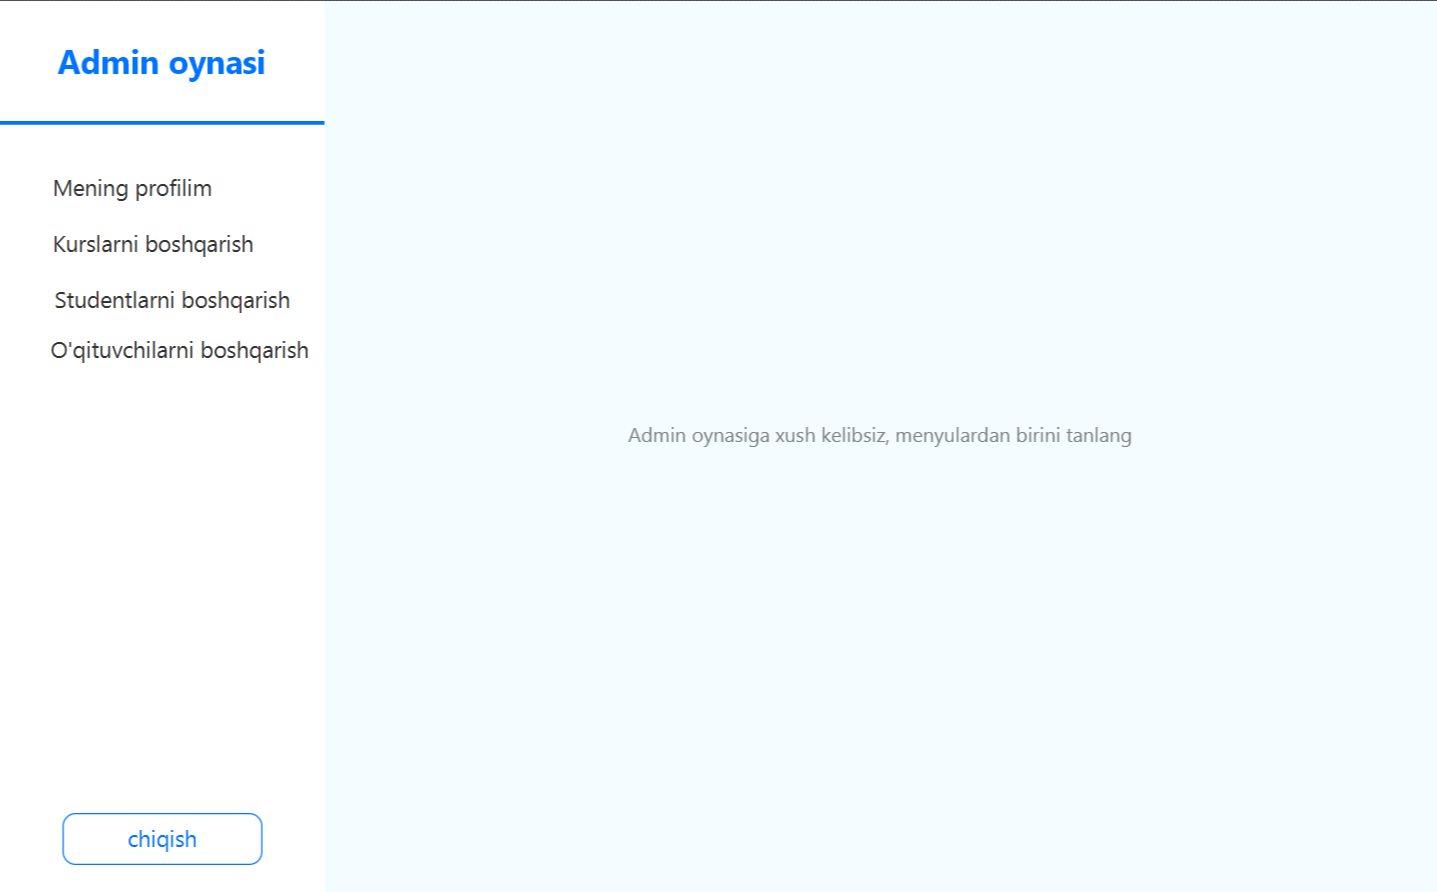 Admin oynasi
Mening profilim
Kurslarni boshqarish
Studentlarni boshqarish
O'qituvchilarni boshqarish
Admin oynasiga xush kelibsiz, menyulardan birini tanlang
chiqish